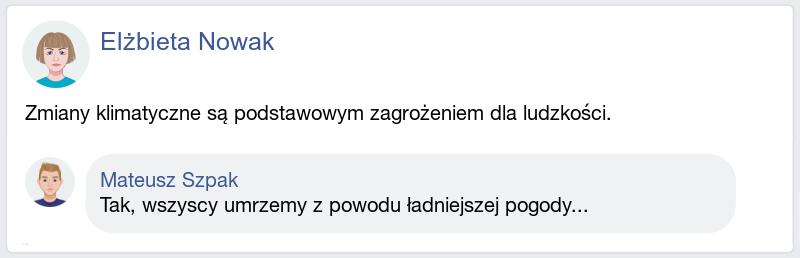 Elżbieta Nowak
Zmiany klimatyczne są podstawowym zagrożeniem dla ludzkości.
Mateusz Szpak
Tak, wszyscy umrzemy z powodu ładniejszej pogody...